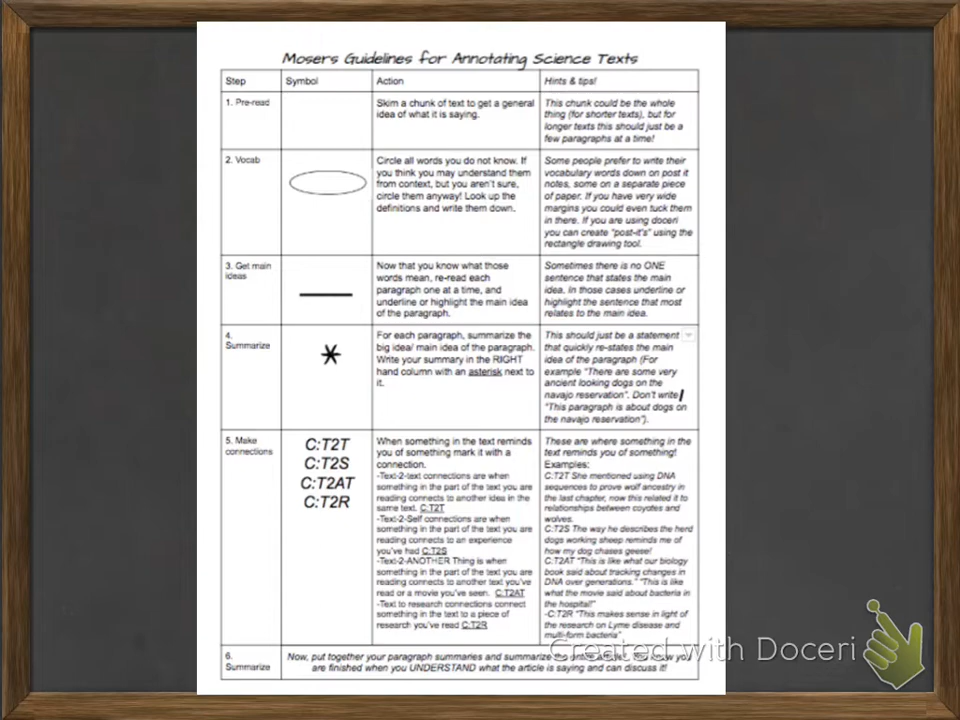 Mosers Guidelines for Annotating Science Texts
Step
Symbol
Action
Hints & tips!
1. Pre-read
Skim a chunk of text to get a general
idea of what it is saying.
This chunk could be the whole
thing (for shorter texts), but for
longer texts this should just be a
few paragraphs at a time!
2. Vocab
Circle all words you do not know. If
you think you may understand them
from context, but you aren't sure,
circle them anyway! Look up the
definitions and write them down.
Some people prefer to write their
vocabulary words down on post it
notes, some on a separate piece
of paper. If you have very wide
margins you could even tuck them
in there. If you are using doceri
you can create "post-it's" using the
rectangle drawing tool.
3. Get main
ideas
Now that you know what those
words mean, re-read each
paragraph one at a time, and
underline or highlight the main idea
of the paragraph.
Sometimes there is no ONE
sentence that states the main
idea. In those cases underline or
highlight the sentence that most
relates to the main idea.
4.
Summarize
*
For each paragraph, summarize the
big idea/ main idea of the paragraph.
Write your summary in the RIGHT
hand column with an asterisk next to
it.
This should just be a statement
that quickly re-states the main
idea of the paragraph (For
example "There are some very
ancient looking dogs on the
navajo reservation". Don't write
"This paragraph is about dogs on
the navajo reservation").
5. Make
connections
C:T2T
C:T2S
C:T2AT
C:T2R
When something in the text reminds
you of something mark it with a
connection.
-Text-2-text connections are when
something in the part of the text you are
reading connects to another idea in the
same text. C:T2T
-Text-2-Self connections are when
something in the part of the text you are
reading connects to an experience
you've had C:T2S
-Text-2-ANOTHER Thing is when
something in the part of the text you are
reading connects to another text you've
read or a movie you've seen. C:T2AT
-Text to research connections connect
something in the text to a piece of
research you've read C:T2R
These are where something in the
text reminds you of something!
Examples:
C:T2T She mentioned using DNA
sequences to prove wolf ancestry in
the last chapter, now this related it to
relationships between coyotes and
wolves.
C:T2S The way he describes the herd
dogs working sheep reminds me of
how my dog chases geese!
C:T2AT "This is like what our biology
book said about tracking changes in
DNA over generations." "This is like
what the movie said about bacteria in
the hospital!"
-C:T2R "This makes sense in light of
the research on Lyme disease and
multi-form bacteria"
6.
Summarize
Now, put together your paragraph summaries and summarize you
are finished when you UNDERSTAND what the article is saying and can discuss it!
Created with Doceri